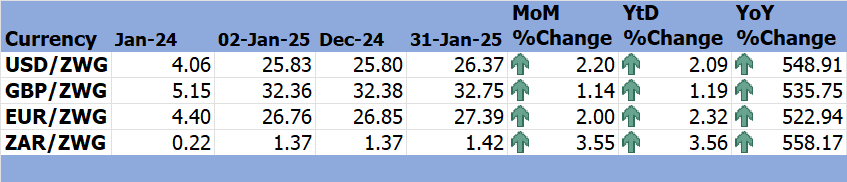 Currency Jan-24 02-Jan-25 Dec-24 31-Jan-25 MoM %Change YtD %Change YoY %Change
USD/ZWG 4.06 25.83 25.80 26.37 2.20 2.09 548.91
GBP/ZWG 5.15 32.36 32.38 32.75 1.14 1.19 535.75
EUR/ZWG 4.40 26.76 26.85 27.39 2.00 2.32 522.94
ZAR/ZWG 0.22 1.37 1.37 1.42 3.55 3.56 558.17